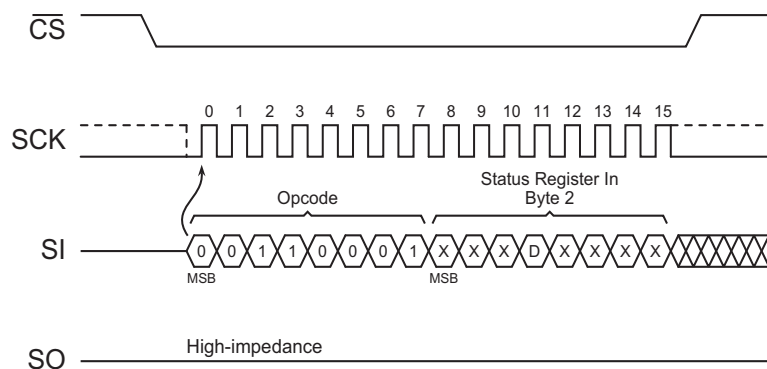 CS
0 1 2 3 4 5 6 7 8 9 10 11 12 13 14 15
SCK
Status Register In
Opcode Byte 2
SI 0 0 1 1 0 0 0 1 X X X D X X X X
MSB MSB
High-impedance
SO